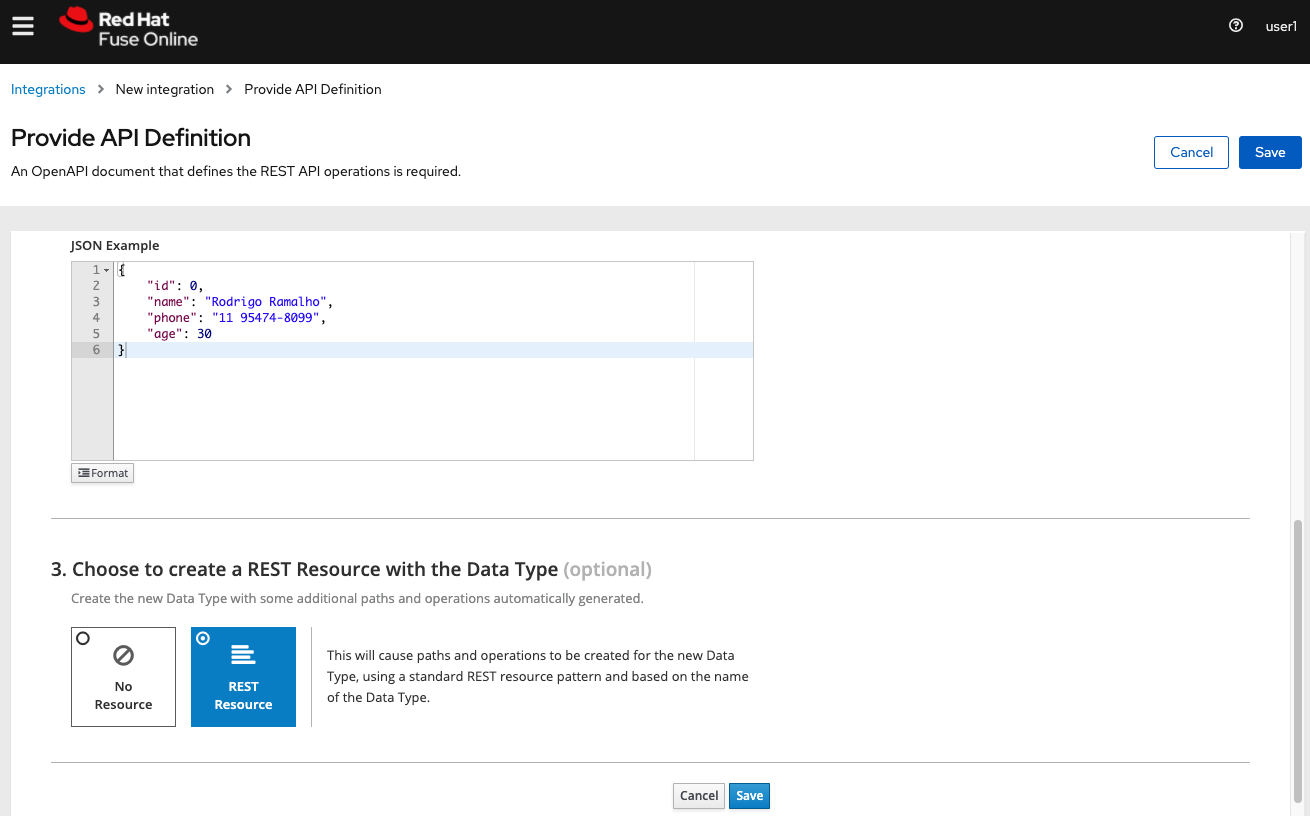 Red Hat
Fuse Online
user1
Integrations > New integration > Provide API Definition
Provide API Definition
An OpenAPI document that defines the REST API operations is required.
Cancel
Save
JSON Example
1 {
2 "id": 0,
3 "name": "Rodrigo Ramalho",
4 "phone": "11 95474-8099",
5 "age": 30
6 }
Format
3. Choose to create a REST Resource with the Data Type (optional)
Create the new Data Type with some additional paths and operations automatically generated.
No
Resource
REST
Resource
This will cause paths and operations to be created for the new Data
Type, using a standard REST resource pattern and based on the name
of the Data Type.
Cancel
Save